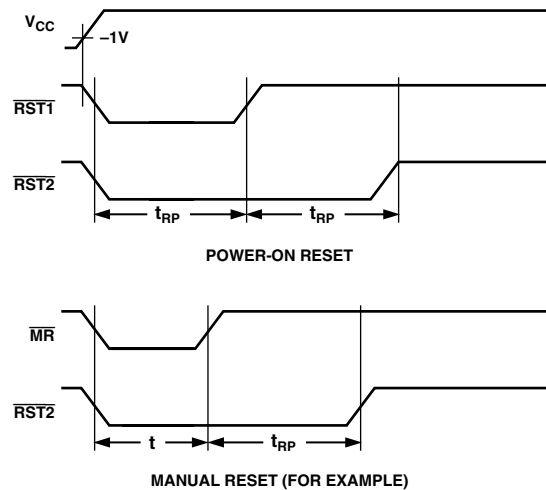 VCC
–1V
RST1
RST2
tRP
tRP
POWER-ON RESET
MR
RST2
t
tRP
MANUAL RESET (FOR EXAMPLE)